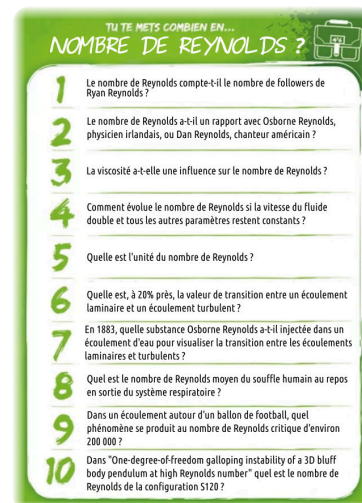 TU TE METS COMBIEN EN...
NOMBRE DE REYNOLDS ?
1
Le nombre de Reynolds compte-t-il le nombre de followers de
Ryan Reynolds ?
2
Le nombre de Reynolds a-t-il un rapport avec Osborne Reynolds,
physicien irlandais, ou Dan Reynolds, chanteur américain ?
3
La viscosité a-t-elle une influence sur le nombre de Reynolds ?
4
Comment évolue le nombre de Reynolds si la vitesse du fluide
double et tous les autres paramètres restent constants ?
5
Quelle est l'unité du nombre de Reynolds ?
6
Quelle est, à 20% près, la valeur de transition entre un écoulement
laminaire et un écoulement turbulent ?
7
En 1883, quelle substance Osborne Reynolds a-t-il injectée dans un
écoulement d'eau pour visualiser la transition entre les écoulements
laminaires et turbulents ?
8
Quel est le nombre de Reynolds moyen du souffle humain au repos
en sortie du système respiratoire ?
9
Dans un écoulement autour d'un ballon de football, quel
phénomène se produit au nombre de Reynolds critique d'environ
200 000 ?
10
Dans "One-degree-of-freedom galloping instability of a 3D bluff
body pendulum at high Reynolds number" quel est le nombre de
Reynolds de la configuration S120 ?